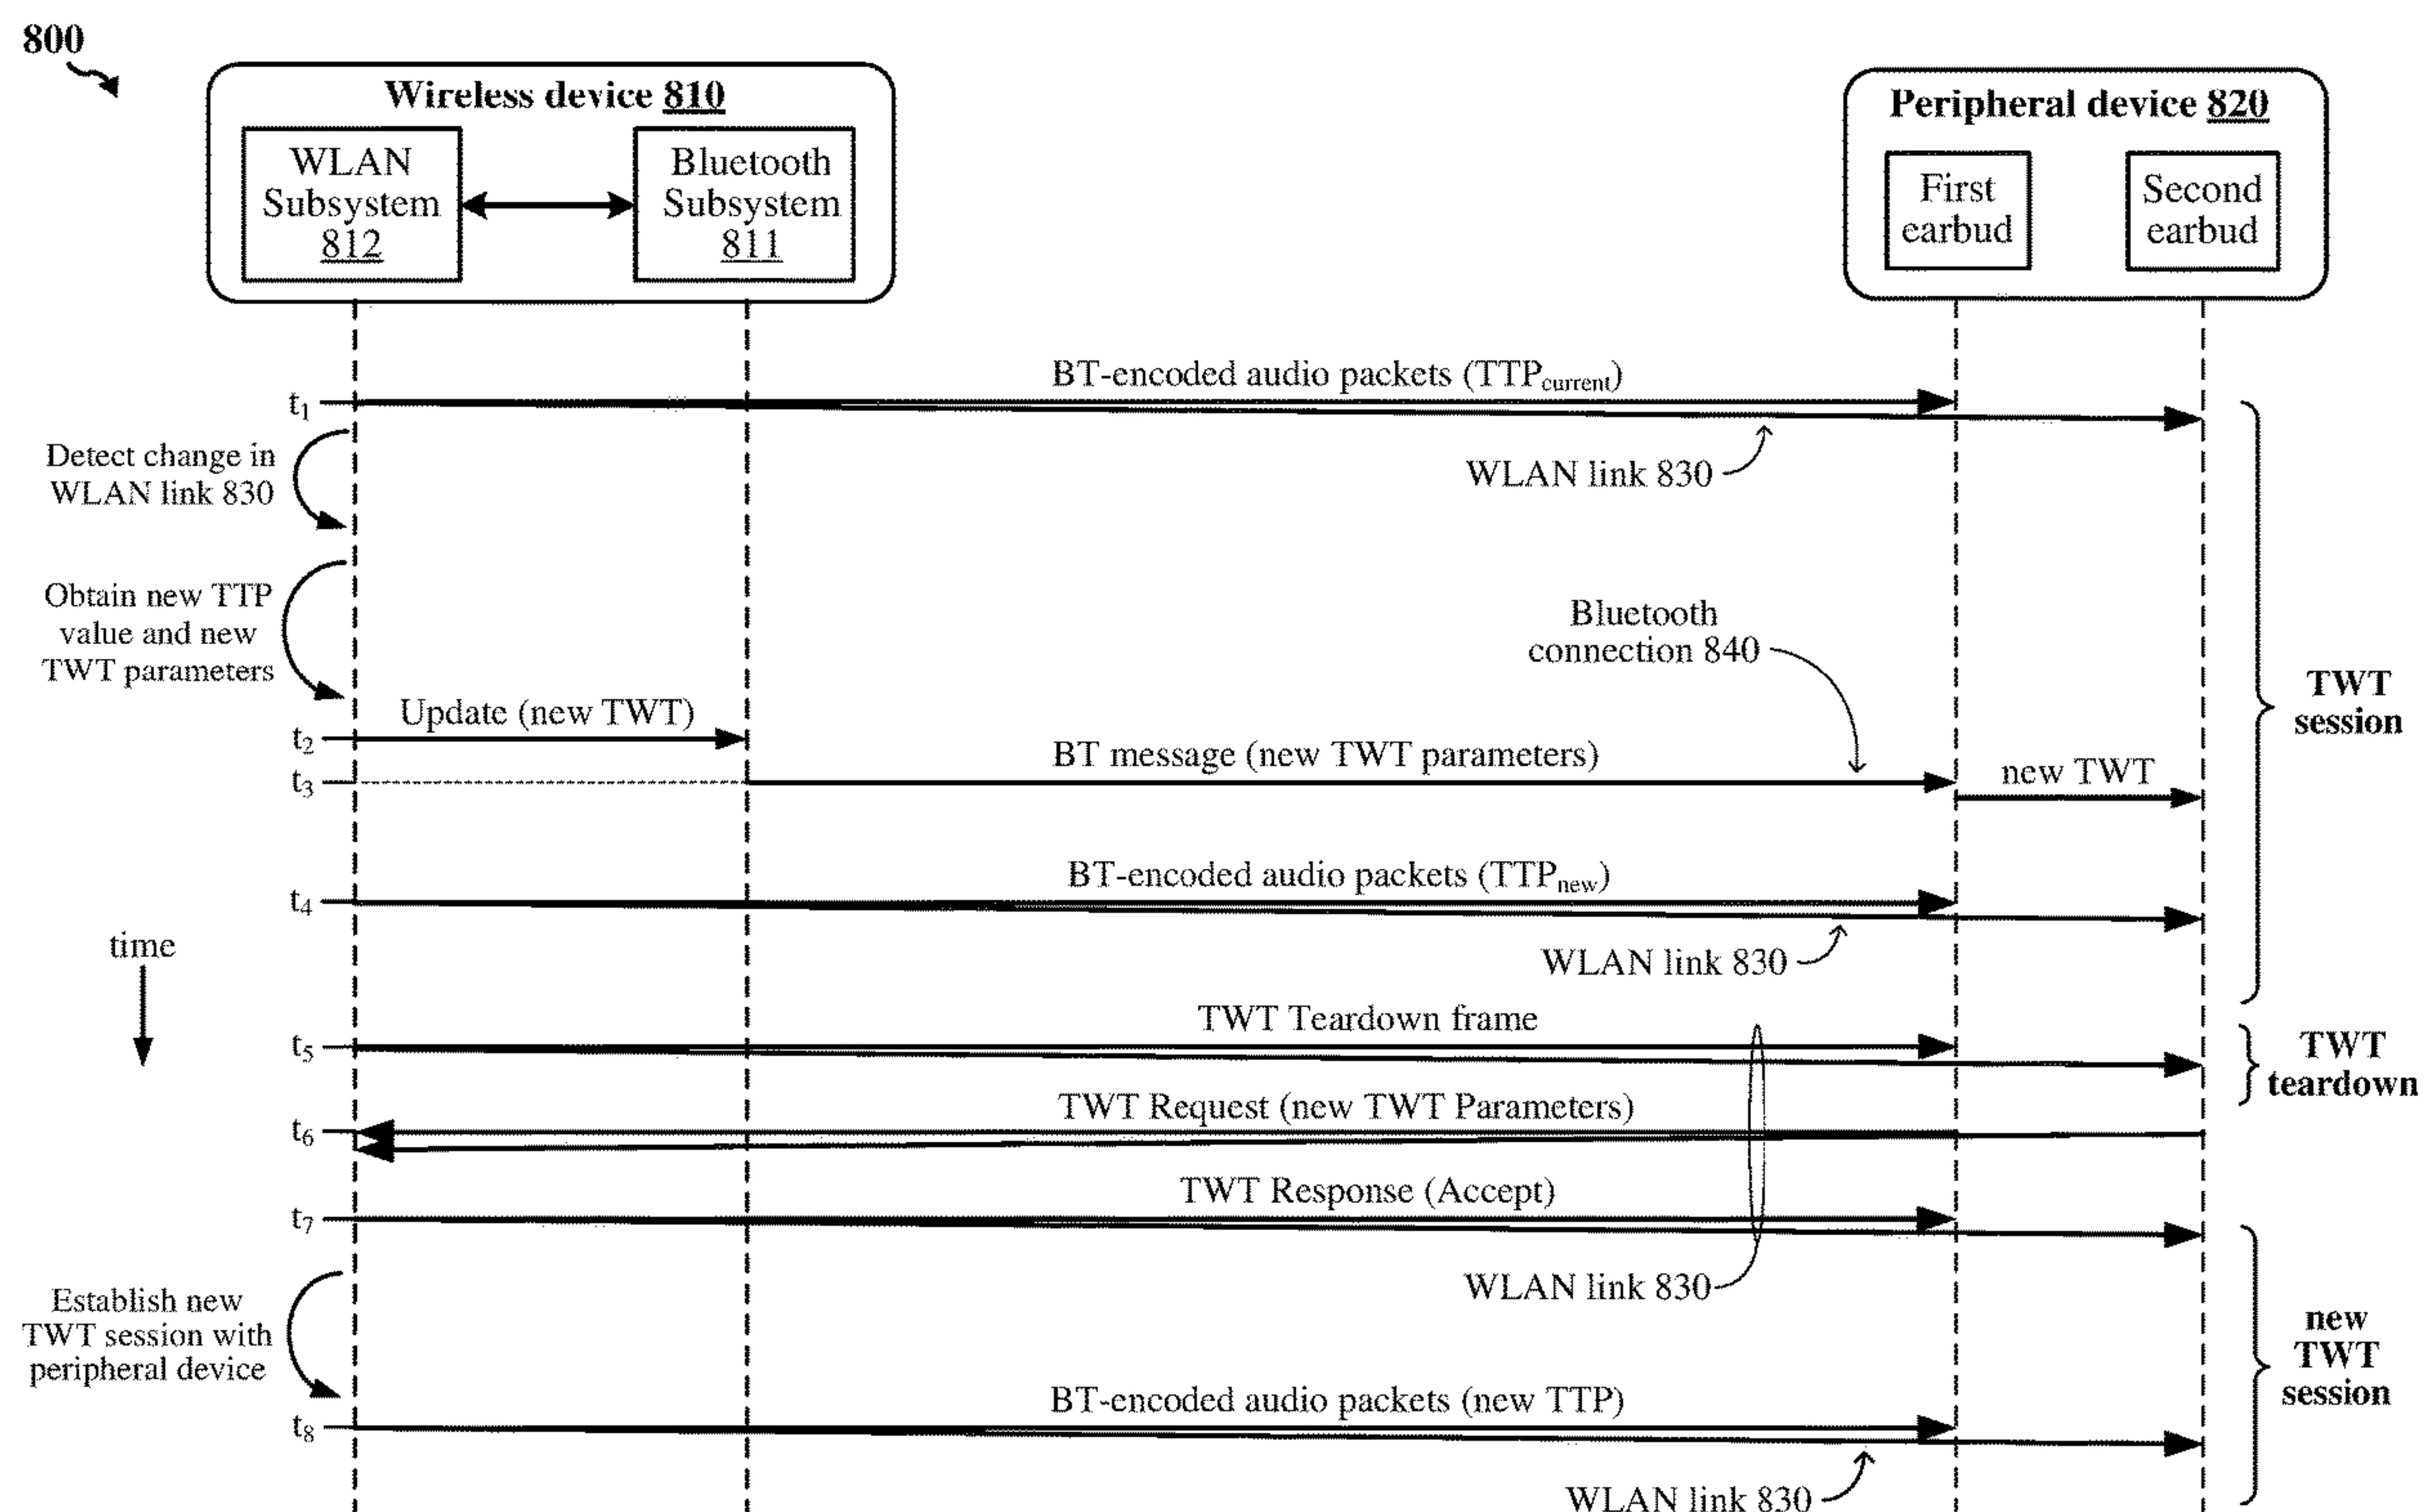 800
Wireless device 810
WLAN
Subsystem
812
Bluetooth
Subsystem
811
Peripheral device 820
First
earbud
Second
earbud
BT-encoded audio packets (TTPcurrent)
t1
WLAN link 830
Detect change in
WLAN link 830
Obtain new TTP
value and new
TWT parameters
Bluetooth
connection 840
TWT
session
Update (new TWT)
t2
BT message (new TWT parameters)
t3
new TWT
BT-encoded audio packets (TTPnew)
t4
time
WLAN link 830
TWT Teardown frame
t5
TWT
teardown
TWT Request (new TWT Parameters)
t6
TWT Response (Accept)
t7
WLAN link 830
Establish new
TWT session with
peripheral device
new
TWT
session
BT-encoded audio packets (new TTP)
t8
WLAN link 830